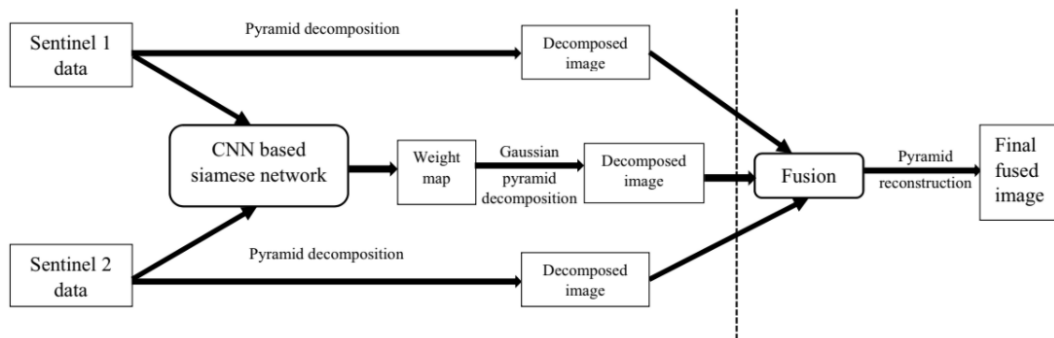 Sentinel 1
data
Pyramid decomposition
Decomposed
image
CNN based
siamese network
Weight
map
Gaussian
pyramid
decomposition
Decomposed
image
Fusion
Pyramid
reconstruction
Final
fused
image
Sentinel 2
data
Pyramid decomposition
Decomposed
image